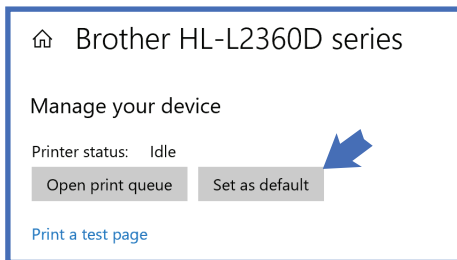 Brother HL-L2360D series
Manage your device
Printer status: Idle
Open print queue Set as default
Print a test page